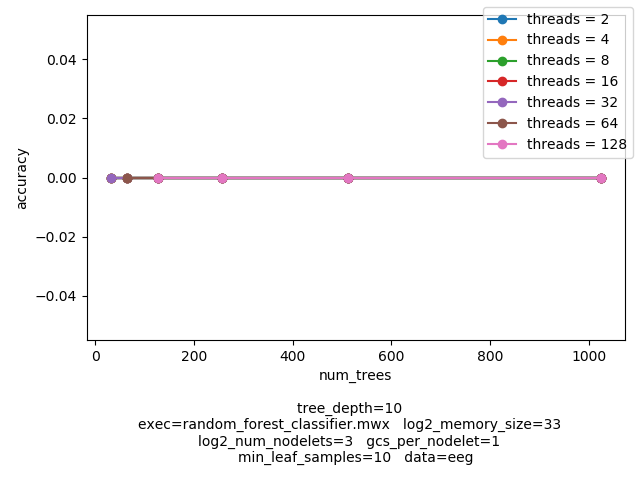 threads = 2
threads = 4
threads = 8
threads = 16
threads = 32
threads = 64
threads = 128
0.04
0.02
0.00
−0.02
−0.04
accuracy
0 200 400 600 800 1000
num_trees
tree_depth=10
exec=random_forest_classifier.mwx log2_memory_size=33
log2_num_nodelets=3 gcs_per_nodelet=1
min_leaf_samples=10 data=eeg